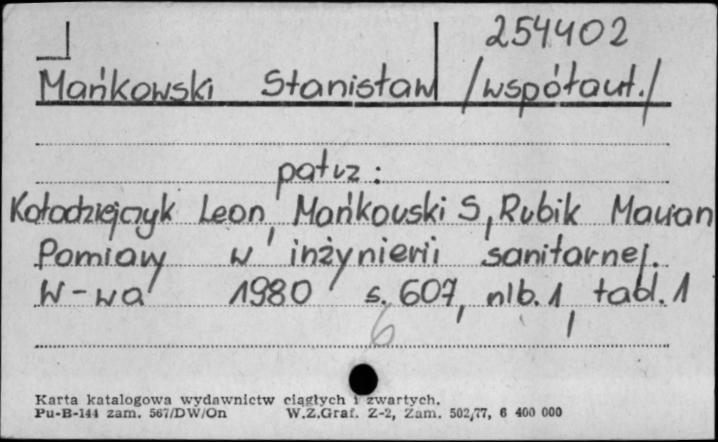 254402
Mańkowski Stanisław /współaut./
patrz:
Kołodziejczyk Leon, Mańkowski S, Rubik Marian
Pomiary w inżynierii sanitarnej.
W-wa 1980 s. 607, nlb. 1, tabl. 1
6
Karta katalogowa wydawnictw ciągłych i zwartych.
Pu-B-144 zam. 567/DW/On W.Z.Graf. Z-2, Zam. 502/77, 6 400 000